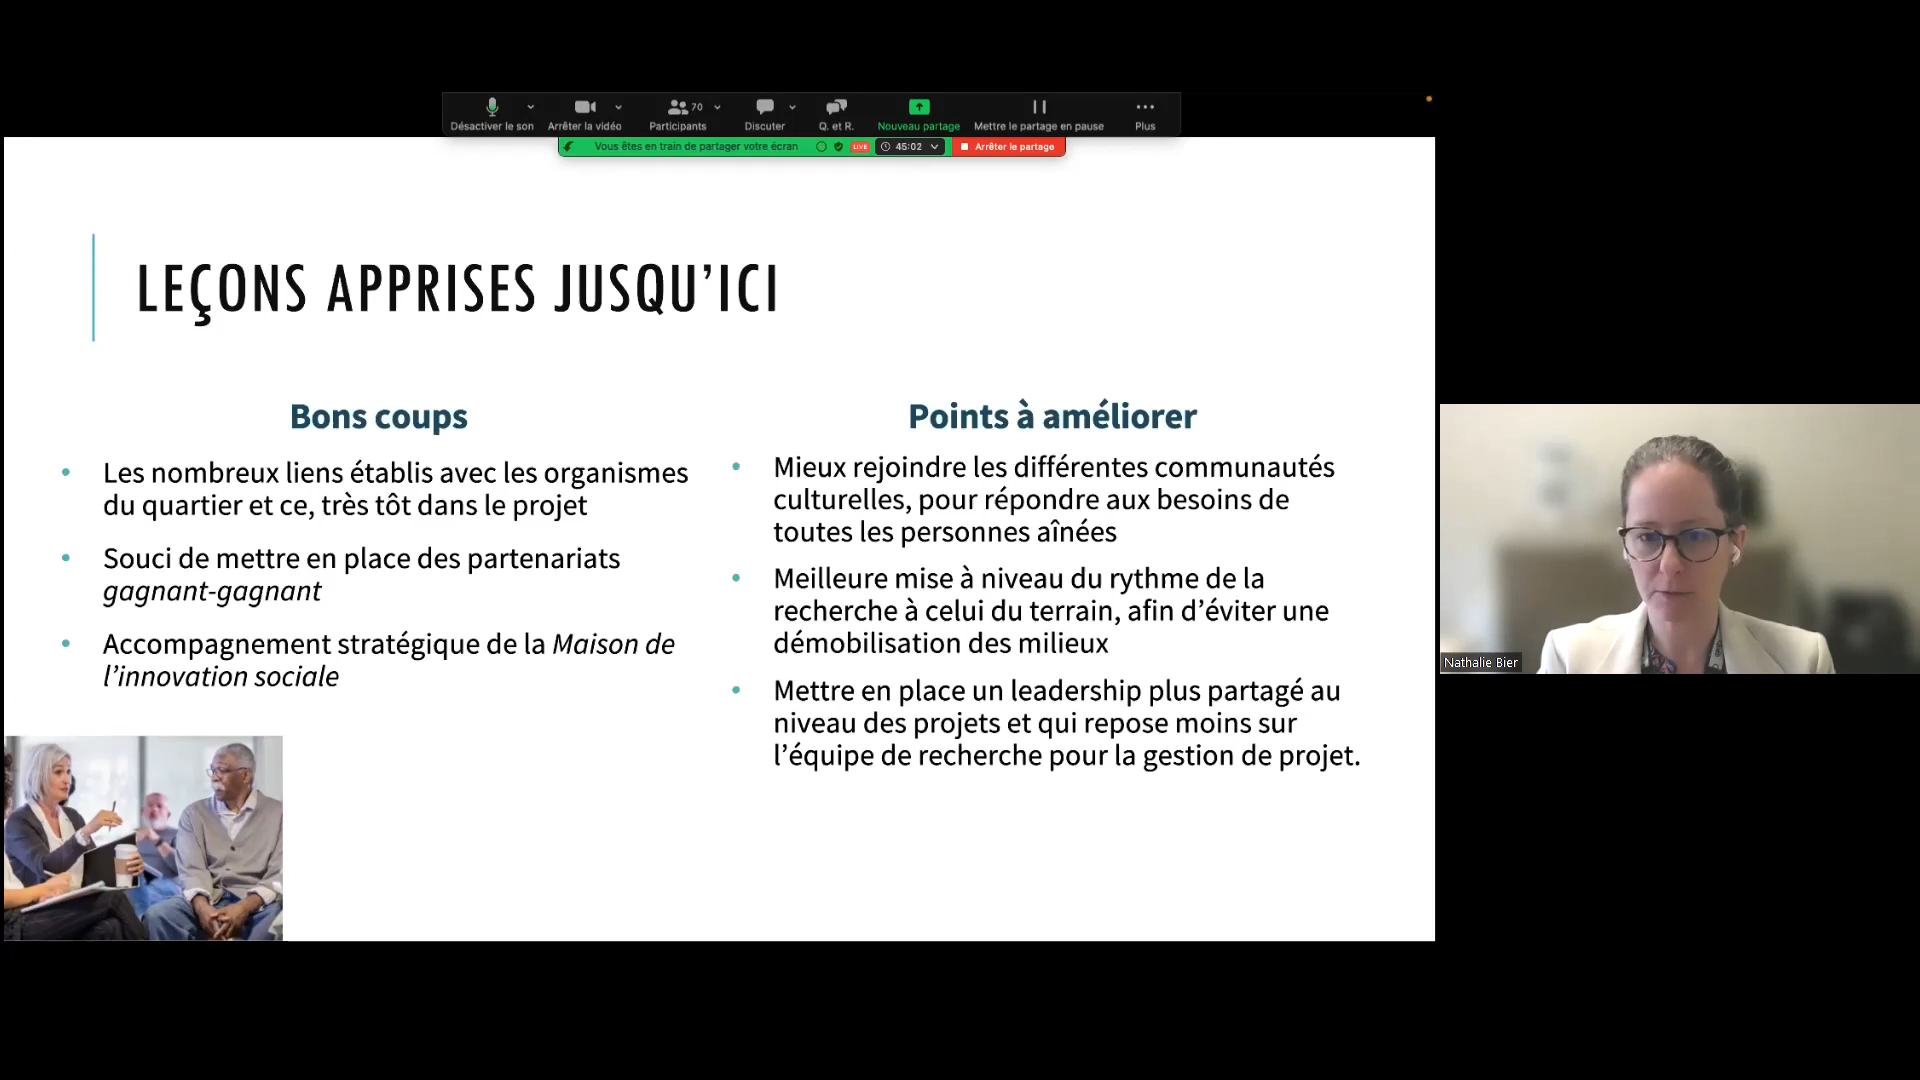 Désactiver le son
Arrêter la vidéo
70
Participants
Discuter
Q. et R.
Nouveau partage
Mettre le partage en pause
Plus
Vous êtes en train de partager votre écran
LIVE
45:02
Arrêter le partage
LEÇONS APPRISES JUSQU’ICI
Bons coups
• Les nombreux liens établis avec les organismes
du quartier et ce, très tôt dans le projet
• Souci de mettre en place des partenariats
gagnant-gagnant
• Accompagnement stratégique de la Maison de
l’innovation sociale
Points à améliorer
• Mieux rejoindre les différentes communautés
culturelles, pour répondre aux besoins de
toutes les personnes aînées
• Meilleure mise à niveau du rythme de la
recherche à celui du terrain, afin d’éviter une
démobilisation des milieux
• Mettre en place un leadership plus partagé au
niveau des projets et qui repose moins sur
l’équipe de recherche pour la gestion de projet.
Nathalie Bier